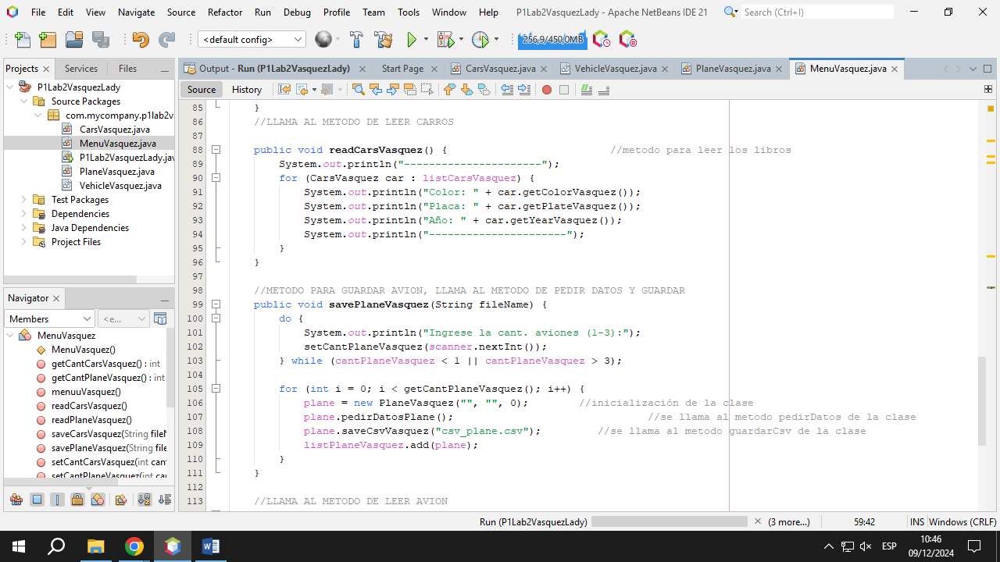 File Edit View Navigate Source Refactor Run Debug Profile Team Tools Window Help P1Lab2VasquezLady - Apache NetBeans IDE 21 Search (Ctrl+I)
<default config> 256,9/450,0MB
Projects Services Files
Output - Run (P1Lab2VasquezLady) Start Page CarsVasquez.java VehicleVasquez.java PlaneVasquez.java MenuVasquez.java
Source History
P1Lab2VasquezLady
Source Packages
com.mycompany.p1lab2v
CarsVasquez.java
MenuVasquez.java
P1Lab2VasquezLady.jav
PlaneVasquez.java
VehicleVasquez.java
Test Packages
Dependencies
Java Dependencies
Project Files
Navigator
Members <e...
MenuVasquez
MenuVasquez()
getCantCarsVasquez() : int
getCantPlaneVasquez() : int
menuuVasquez()
readCarsVasquez()
readPlaneVasquez()
saveCarsVasquez(String fileN
savePlaneVasquez(String file
setCantCarsVasquez(int cant
setCantPlaneVasquez(int car
85 }
86 //LLAMA AL METODO DE LEER CARROS
87
88 public void readCarsVasquez() { //metodo para leer los libros
89 System.out.println("----------------------");
90 for (CarsVasquez car : listCarsVasquez) {
91 System.out.println("Color: " + car.getColorVasquez());
92 System.out.println("Placa: " + car.getPlateVasquez());
93 System.out.println("Año: " + car.getYearVasquez());
94 System.out.println("----------------------");
95 }
96 }
97
98 //METODO PARA GUARDAR AVION, LLAMA AL METODO DE PEDIR DATOS Y GUARDAR
99 public void savePlaneVasquez(String fileName) {
100 do {
101 System.out.println("Ingrese la cant. aviones (1-3):");
102 setCantPlaneVasquez(scanner.nextInt());
103 } while (cantPlaneVasquez < 1 || cantPlaneVasquez > 3);
104
105 for (int i = 0; i < getCantPlaneVasquez(); i++) {
106 plane = new PlaneVasquez("", "", 0); //inicialización de la clase
107 plane.pedirDatosPlane(); //se llama al metodo pedirDatos de la clase
108 plane.saveCsvVasquez("csv_plane.csv"); //se llama al metodo guardarCsv de la clase
109 listPlaneVasquez.add(plane);
110 }
111 }
112
113 //LLAMA AL METODO DE LEER AVION
Run (P1Lab2VasquezLady) (3 more...) 59:42 INS Windows (CRLF)
ESP 10:46
09/12/2024